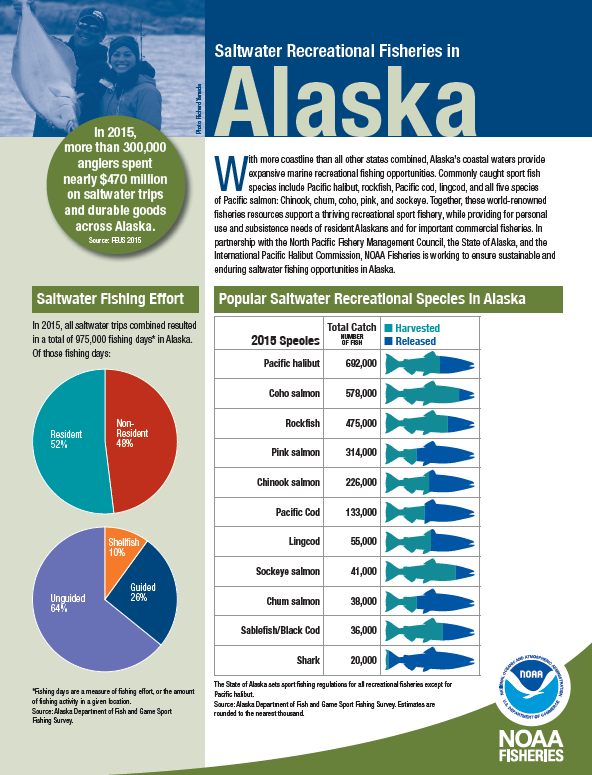 Saltwater Recreational Fisheries in
Alaska
Photo Richard Yamada
In 2015,
more than 300,000
anglers spent
nearly $470 million
on saltwater trips
and durable goods
across Alaska.
Source: FEUS 2015
With more coastline than all other states combined, Alaska's coastal waters provide
expansive marine recreational fishing opportunities. Commonly caught sport fish
species include Pacific halibut, rockfish, Pacific cod, lingcod, and all five species
of Pacific salmon: Chinook, chum, coho, pink, and sockeye. Together, these world-renowned
fisheries resources support a thriving recreational sport fishery, while providing for personal
use and subsistence needs of resident Alaskans and for important commercial fisheries. In
partnership with the North Pacific Fishery Management Council, the State of Alaska, and the
International Pacific Halibut Commission, NOAA Fisheries is working to ensure sustainable and
enduring saltwater fishing opportunities in Alaska.
Saltwater Fishing Effort
In 2015, all saltwater trips combined resulted
in a total of 975,000 fishing days* in Alaska.
Of those fishing days:
Resident
52%
Non-
Resident
48%
Shellfish
10%
Guided
26%
Unguided
64%
*Fishing days are a measure of fishing effort, or the amount
of fishing activity in a given location.
Source: Alaska Department of Fish and Game Sport
Fishing Survey.
Popular Saltwater Recreational Species in Alaska
2015 Species
Total Catch
NUMBER
OF FISH
Harvested
Released
Pacific halibut 692,000
Coho salmon 578,000
Rockfish 475,000
Pink salmon 314,000
Chinook salmon 226,000
Pacific Cod 133,000
Lingcod 55,000
Sockeye salmon 41,000
Chum salmon 38,000
Sablefish/Black Cod 36,000
Shark 20,000
The State of Alaska sets sport fishing regulations for all recreational fisheries except for
Pacific halibut.
Source: Alaska Department of Fish and Game Sport Fishing Survey. Estimates are
rounded to the nearest thousand.
NATIONAL OCEANIC AND ATMOSPHERIC ADMINISTRATION
NOAA
U.S. DEPARTMENT OF COMMERCE
NOAA
FISHERIES